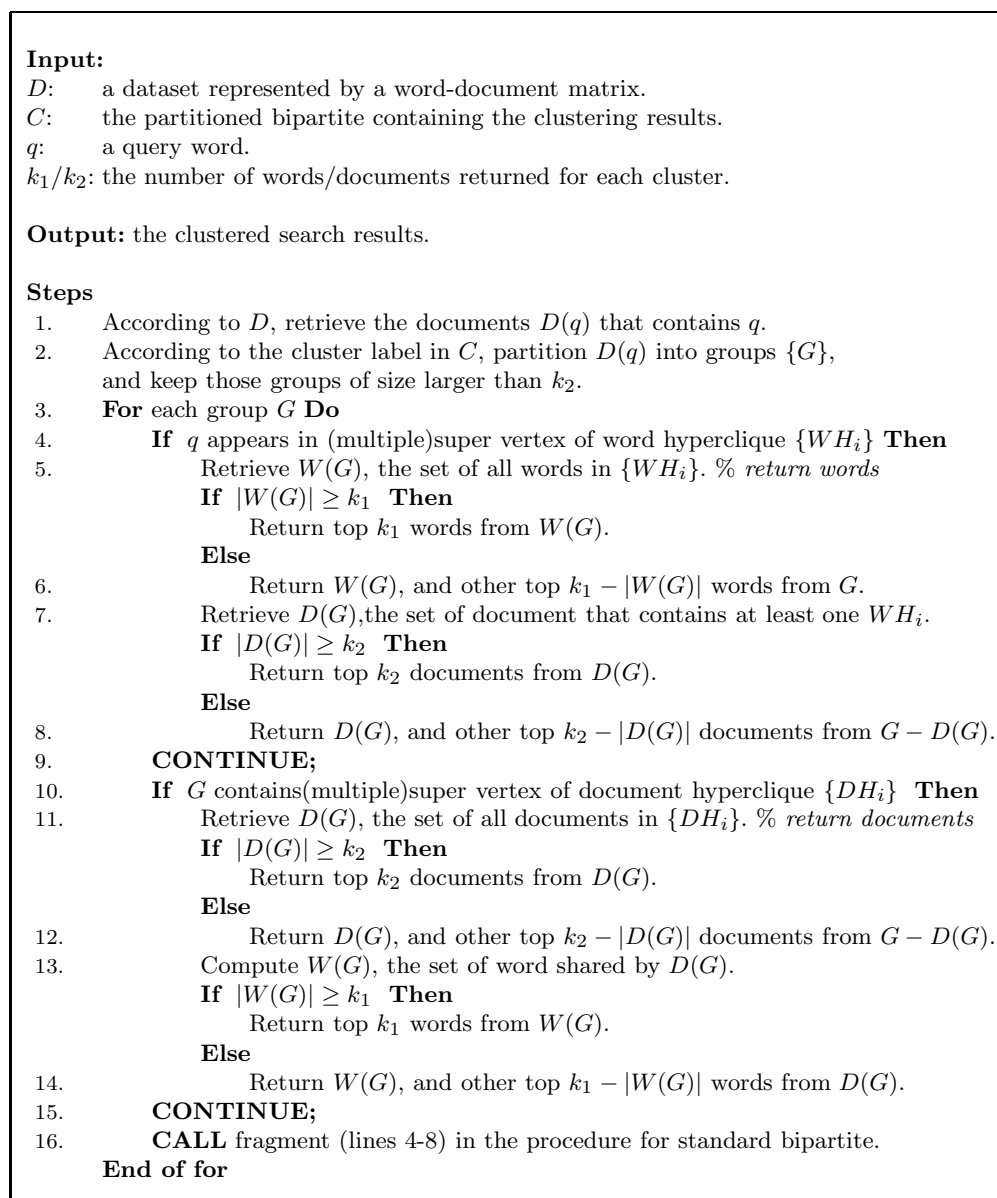 Input:
D: a dataset represented by a word-document matrix.
C: the partitioned bipartite containing the clustering results.
q: a query word.
k₁/k₂: the number of words/documents returned for each cluster.
Output: the clustered search results.
Steps
1. According to D, retrieve the documents D(q) that contains q.
2. According to the cluster label in C, partition D(q) into groups {G},
and keep those groups of size larger than k₂.
3. For each group G Do
4. If q appears in (multiple)super vertex of word hyperclique {WHᵢ} Then
5. Retrieve W(G), the set of all words in {WHᵢ}. % return words
If |W(G)| ≥ k₁ Then
Return top k₁ words from W(G).
Else
6. Return W(G), and other top k₁ − |W(G)| words from G.
7. Retrieve D(G),the set of document that contains at least one WHᵢ.
If |D(G)| ≥ k₂ Then
Return top k₂ documents from D(G).
Else
8. Return D(G), and other top k₂ − |D(G)| documents from G − D(G).
9. CONTINUE;
10. If G contains(multiple)super vertex of document hyperclique {DHᵢ} Then
11. Retrieve D(G), the set of all documents in {DHᵢ}. % return documents
If |D(G)| ≥ k₂ Then
Return top k₂ documents from D(G).
Else
12. Return D(G), and other top k₂ − |D(G)| documents from G − D(G).
13. Compute W(G), the set of word shared by D(G).
If |W(G)| ≥ k₁ Then
Return top k₁ words from W(G).
Else
14. Return W(G), and other top k₁ − |W(G)| words from D(G).
15. CONTINUE;
16. CALL fragment (lines 4-8) in the procedure for standard bipartite.
End of for